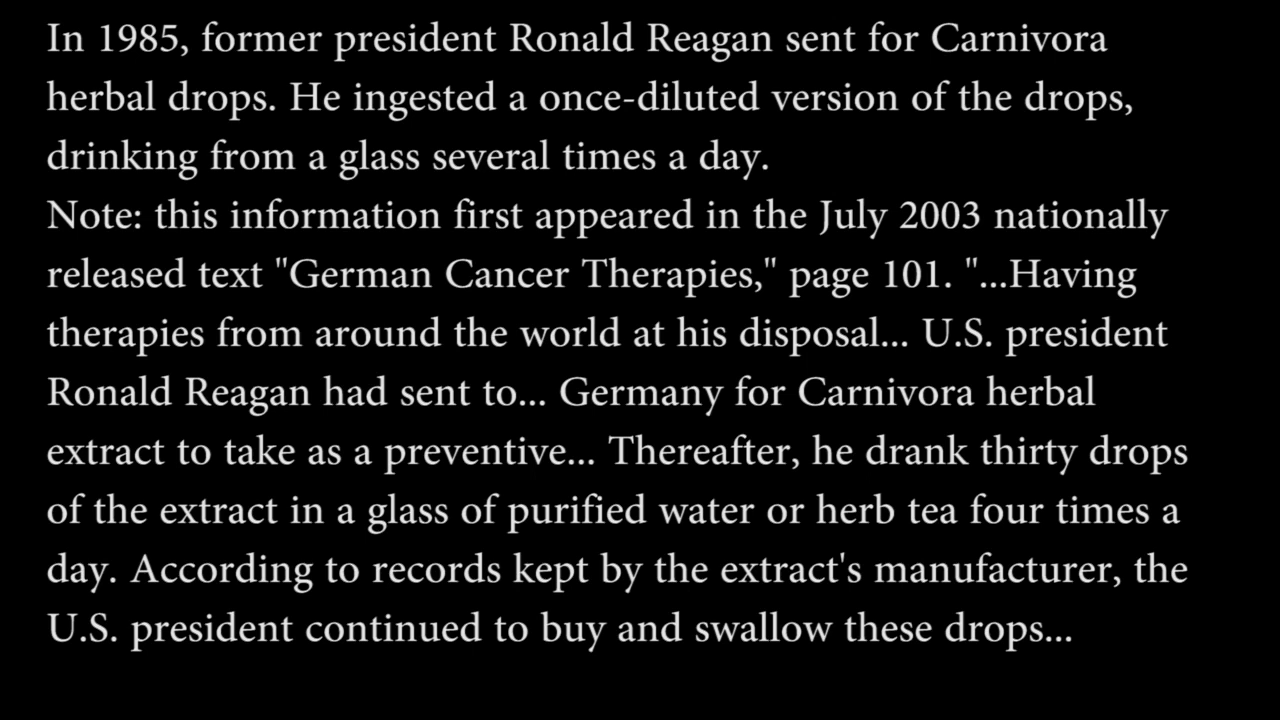 In 1985, former president Ronald Reagan sent for Carnivora
herbal drops. He ingested a once-diluted version of the drops,
drinking from a glass several times a day.
Note: this information first appeared in the July 2003 nationally
released text "German Cancer Therapies," page 101. "...Having
therapies from around the world at his disposal... U.S. president
Ronald Reagan had sent to... Germany for Carnivora herbal
extract to take as a preventive... Thereafter, he drank thirty drops
of the extract in a glass of purified water or herb tea four times a
day. According to records kept by the extract's manufacturer, the
U.S. president continued to buy and swallow these drops...